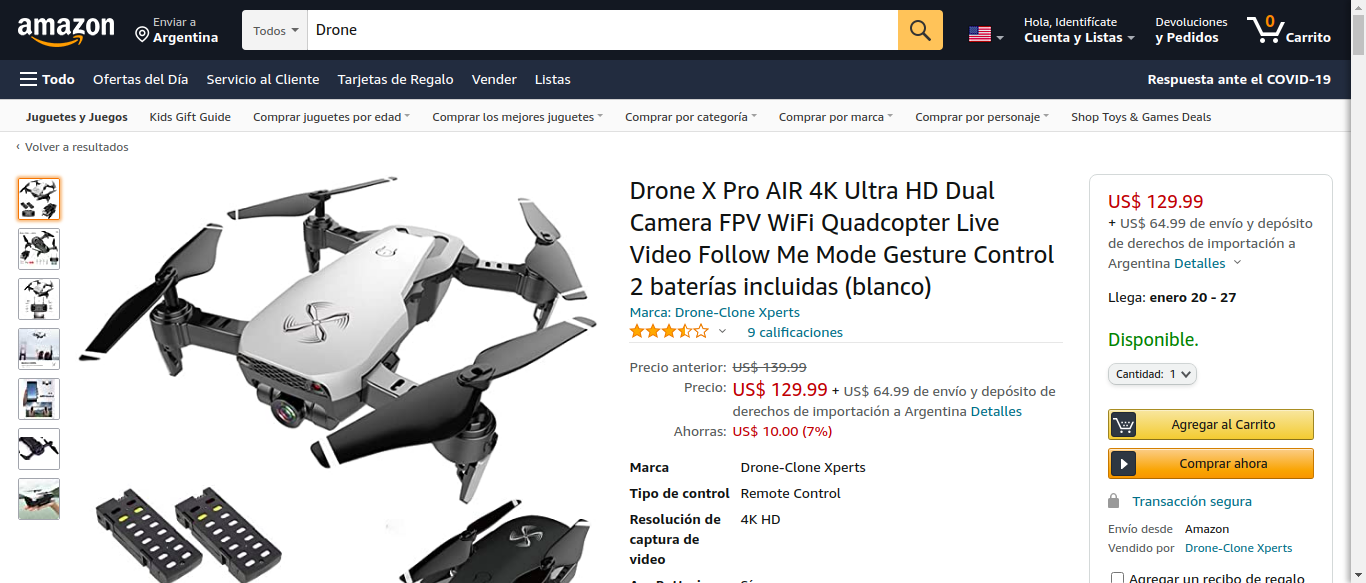 amazon
Enviar a
Argentina
Todos
Drone
Hola, Identifícate
Cuenta y Listas
Devoluciones
y Pedidos
0
Carrito
Todo
Ofertas del Día
Servicio al Cliente
Tarjetas de Regalo
Vender
Listas
Respuesta ante el COVID-19
Juguetes y Juegos
Kids Gift Guide
Comprar juguetes por edad
Comprar los mejores juguetes
Comprar por categoría
Comprar por marca
Comprar por personaje
Shop Toys & Games Deals
‹ Volver a resultados
Drone X Pro AIR 4K Ultra HD Dual
Camera FPV WiFi Quadcopter Live
Video Follow Me Mode Gesture Control
2 baterías incluidas (blanco)
Marca: Drone-Clone Xperts
9 calificaciones
Precio anterior: US$ 139.99
Precio: US$ 129.99 + US$ 64.99 de envío y depósito de
derechos de importación a Argentina Detalles
Ahorras: US$ 10.00 (7%)
Marca Drone-Clone Xperts
Tipo de control Remote Control
Resolución de 4K HD
captura de
video
US$ 129.99
+ US$ 64.99 de envío y depósito
de derechos de importación a
Argentina Detalles
Llega: enero 20 - 27
Disponible.
Cantidad: 1
Agregar al Carrito
Comprar ahora
Transacción segura
Envío desde Amazon
Vendido por Drone-Clone Xperts
Agregar un recibo de regalo